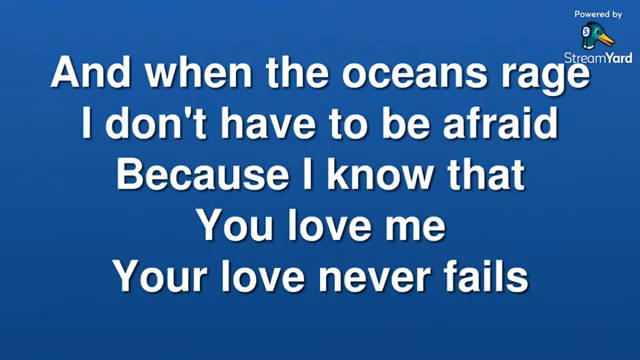 Powered by
StreamYard
And when the oceans rage
I don't have to be afraid
Because I know that
You love me
Your love never fails